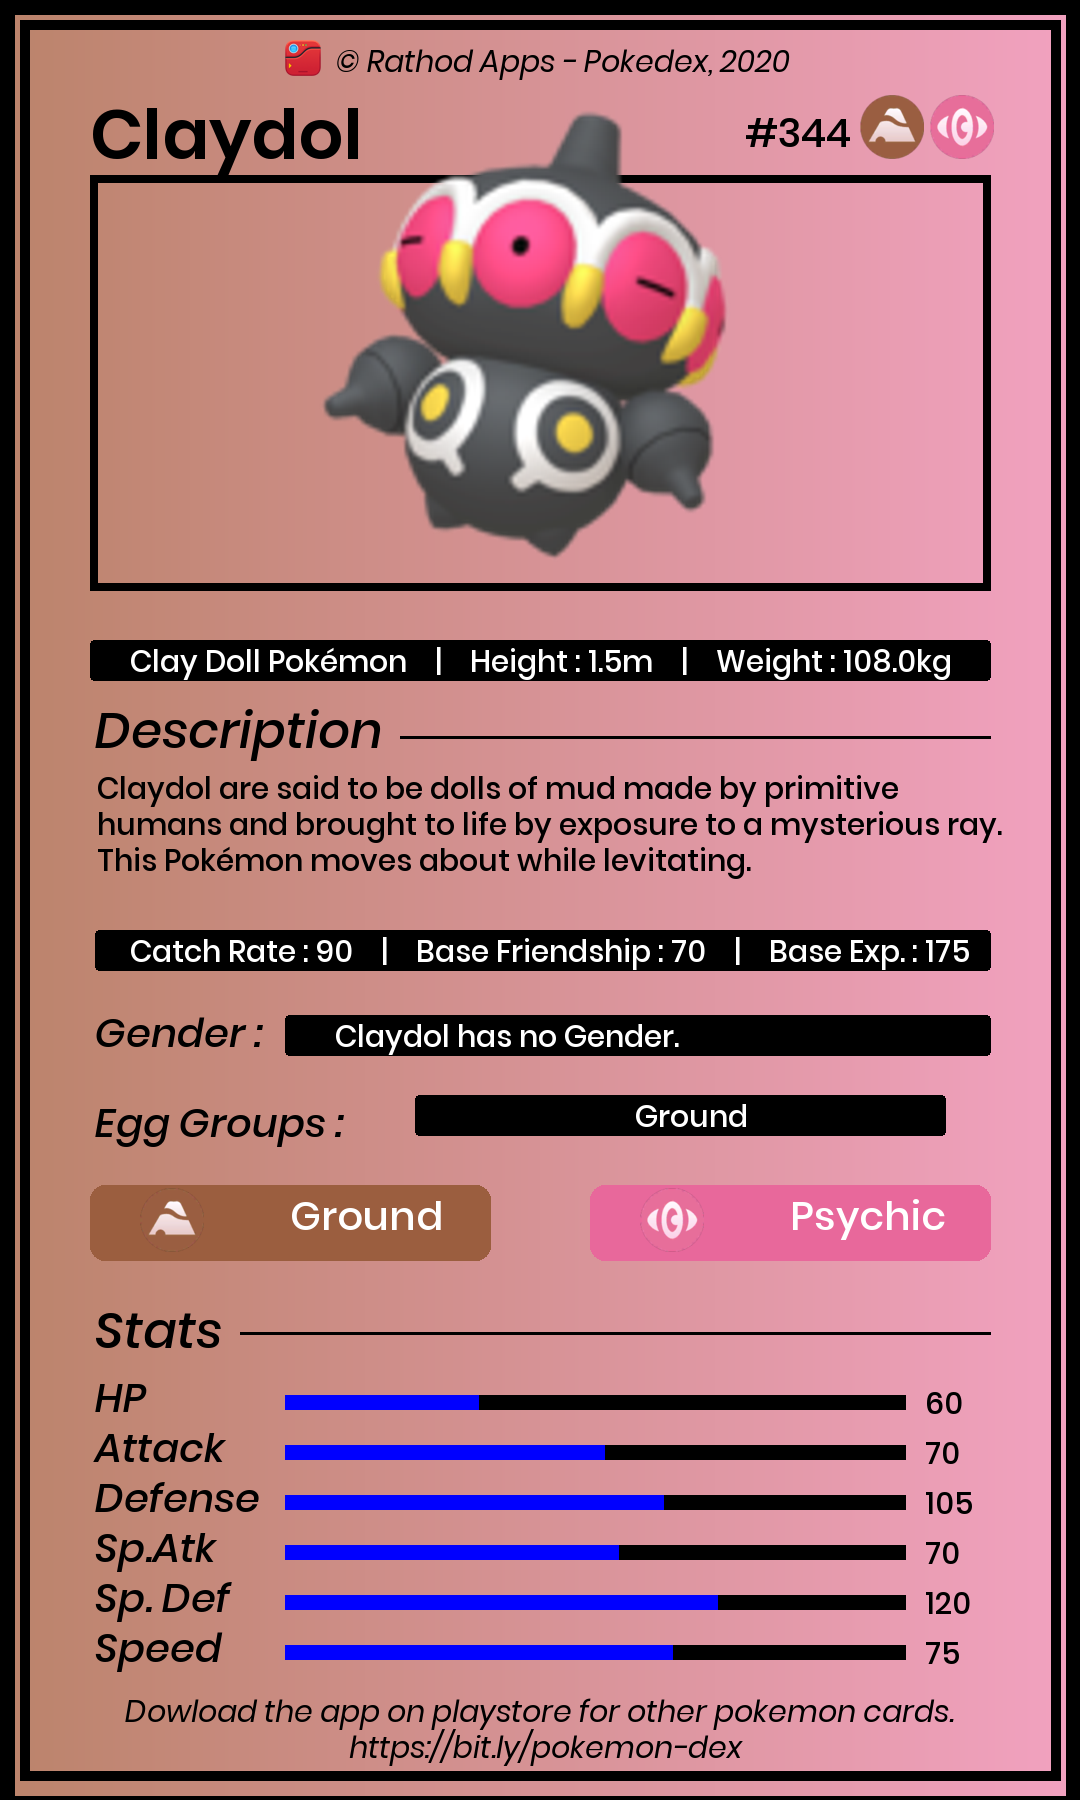 © Rathod Apps - Pokedex, 2020
Claydol #344
Clay Doll Pokémon | Height : 1.5m | Weight : 108.0kg
Description
Claydol are said to be dolls of mud made by primitive
humans and brought to life by exposure to a mysterious ray.
This Pokémon moves about while levitating.
Catch Rate : 90 | Base Friendship : 70 | Base Exp. : 175
Gender : Claydol has no Gender.
Egg Groups : Ground
Ground Psychic
Stats
HP 60
Attack 70
Defense 105
Sp.Atk 70
Sp. Def 120
Speed 75
Dowload the app on playstore for other pokemon cards.
https://bit.ly/pokemon-dex